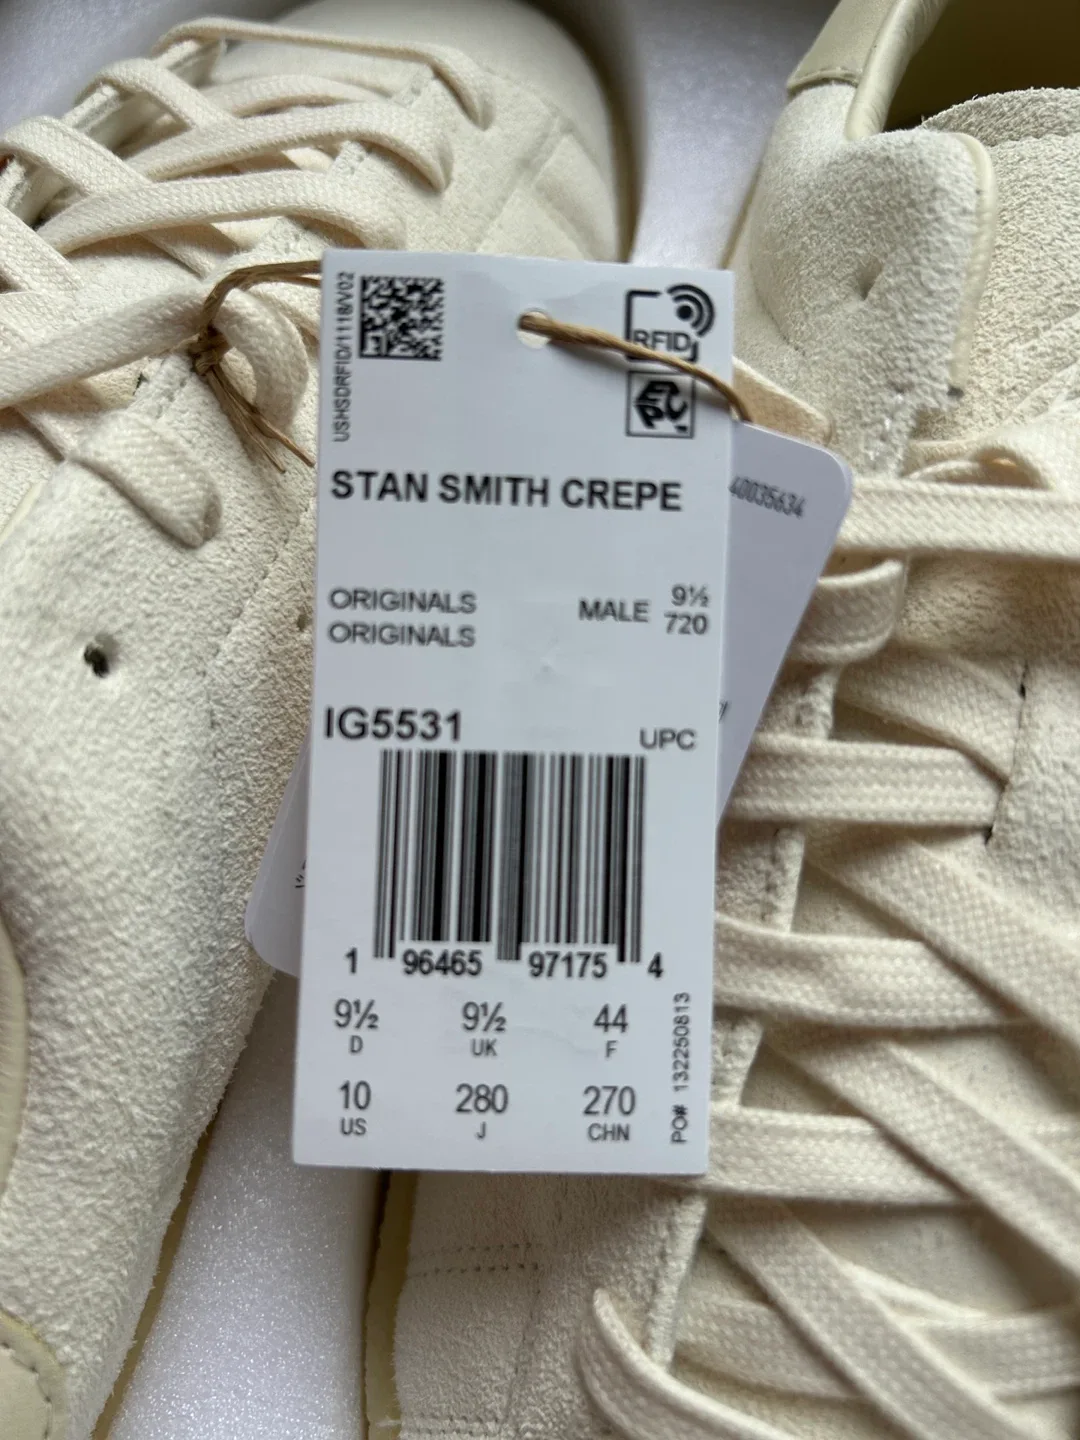 USHSDRFID/1118/V02
RFID
EPC
STAN SMITH CREPE
40035634
ORIGINALS
ORIGINALS
MALE 9½
720
IG5531
UPC
1 96465 97175 4
9½ 9½ 44
D UK F
10 280 270
US J CHN
PO# 132250813